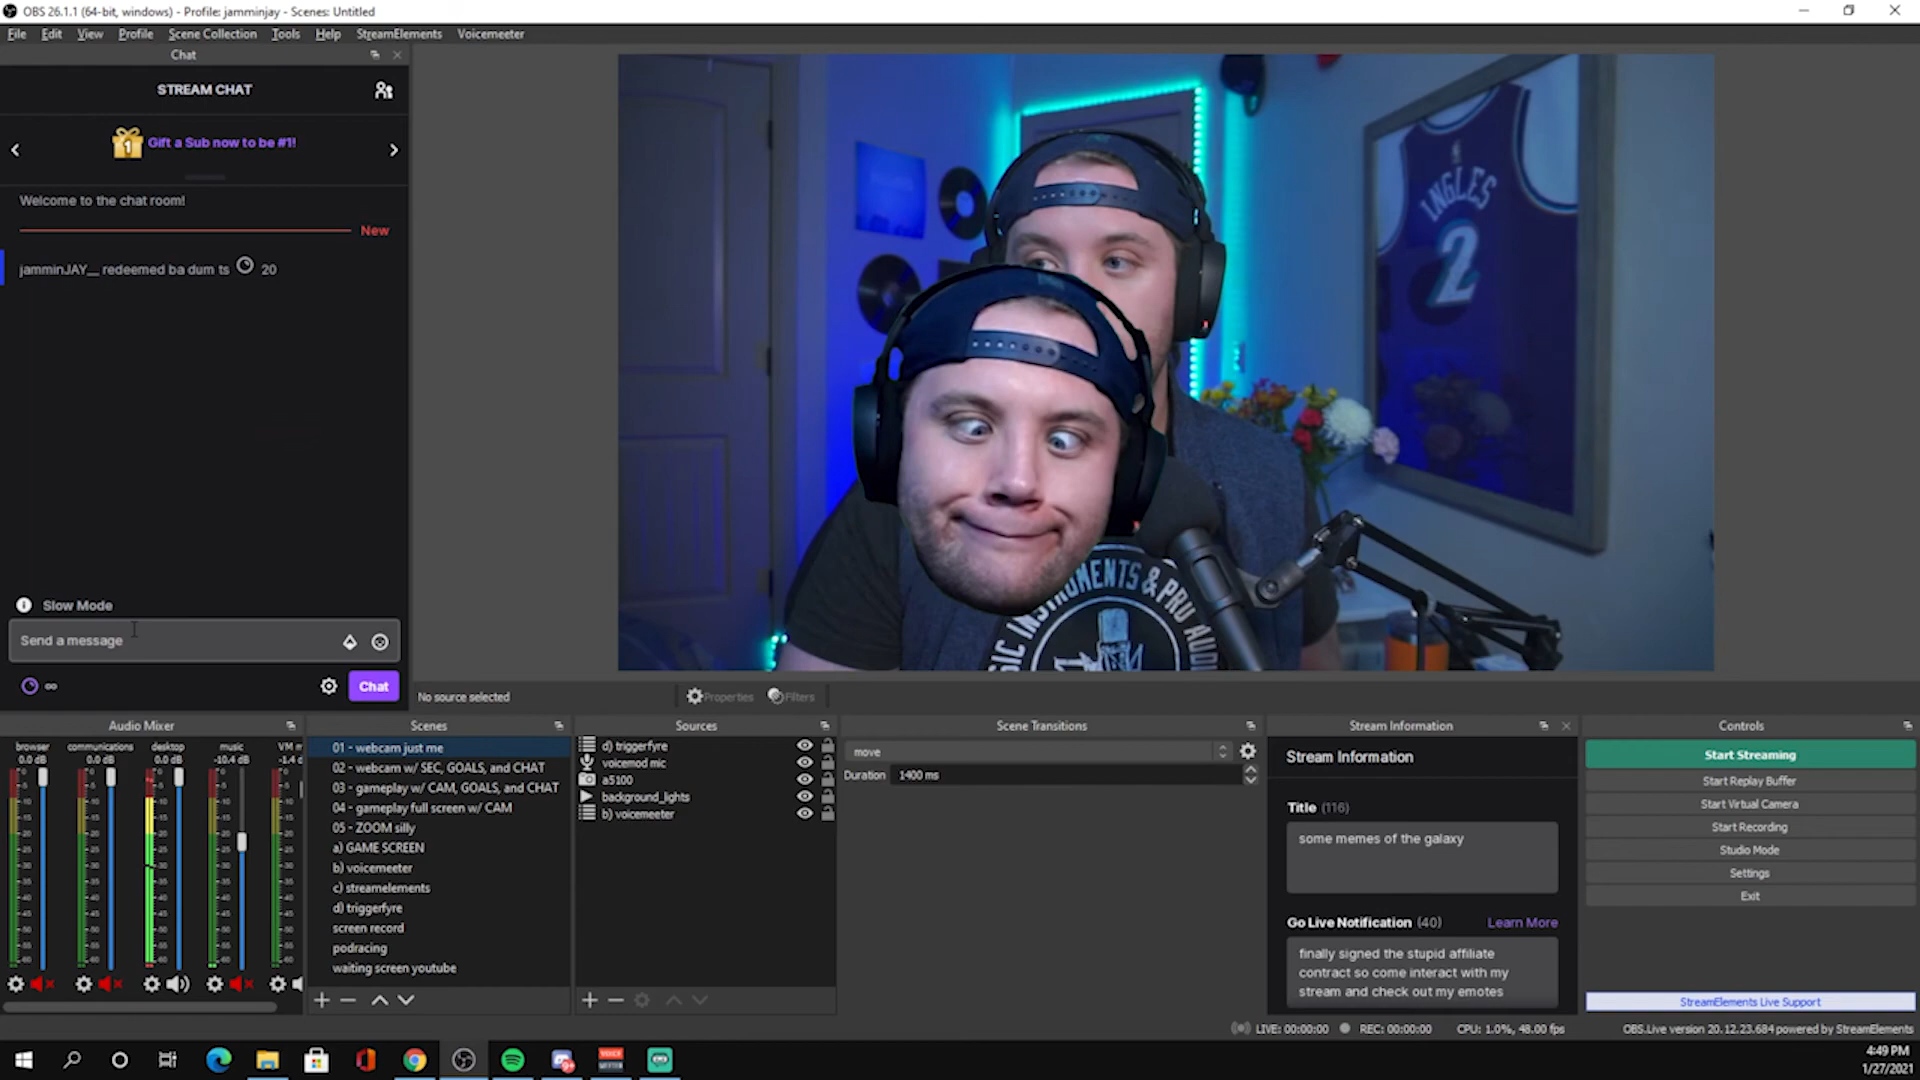 OBS 26.1.1 (64-bit, windows) - Profile: jamminjay - Scenes: Untitled
File Edit View Profile Scene Collection Tools Help StreamElements Voicemeeter
Chat
STREAM CHAT
1 Gift a Sub now to be #1!
Welcome to the chat room!
New
jamminJAY__ redeemed ba dum ts 20
Slow Mode
Send a message
∞
Chat
INGLES
2
MUSIC INSTRUMENTS & PRO AUDIO
No source selected
Properties
Filters
Audio Mixer
browser communications desktop music VM m
0.0 dB 0.0 dB 0.0 dB -10.4 dB -1.4 d
Scenes
01 - webcam just me
02 - webcam w/ SEC, GOALS, and CHAT
03 - gameplay w/ CAM, GOALS, and CHAT
04 - gameplay full screen w/ CAM
05 - ZOOM silly
a) GAME SCREEN
b) voicemeeter
c) streamelements
d) triggerfyre
screen record
podracing
waiting screen youtube
Sources
d) triggerfyre
voicemod mic
a5100
background_lights
b) voicemeeter
Scene Transitions
move
Duration 1400 ms
Stream Information
Stream Information
Title (116)
some memes of the galaxy
Go Live Notification (40) Learn More
finally signed the stupid affiliate
contract so come interact with my
stream and check out my emotes
Controls
Start Streaming
Start Replay Buffer
Start Virtual Camera
Start Recording
Studio Mode
Settings
Exit
StreamElements Live Support
LIVE: 00:00:00 REC: 00:00:00 CPU: 1.0%, 48.00 fps OBS.Live version 20.12.23.684 powered by StreamElements
4:49 PM
1/27/2021